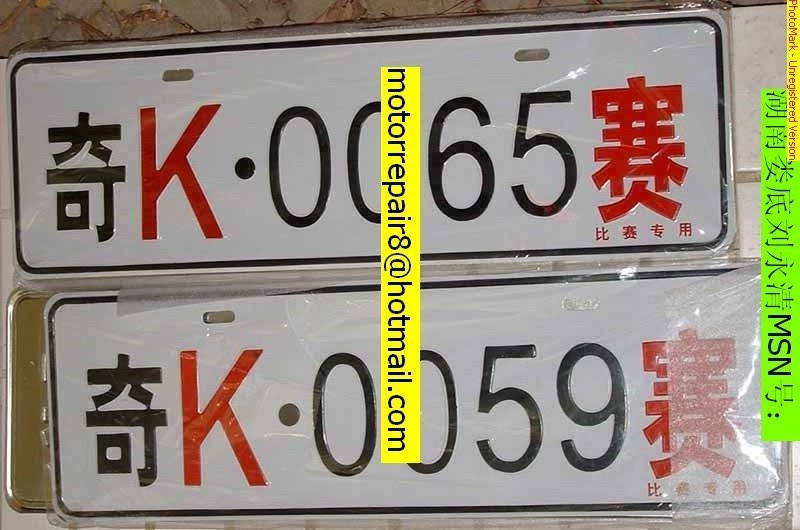 奇K·0065赛
比赛专用
奇K·0059赛
比赛专用
motorrepair8@hotmail.com
湖南娄底刘永清MSN号:
PhotoMark - Unregistered Version